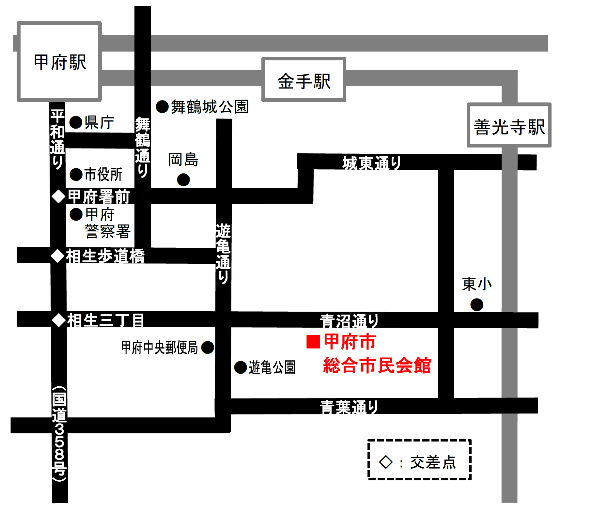 甲府駅
金手駅
善光寺駅
●舞鶴城公園
●県庁
平和通り
舞鶴通り
岡島
●
城東通り
●市役所
◇甲府署前
●甲府
警察署
遊亀通り
◇相生歩道橋
東小
●
◇相生三丁目
青沼通り
■甲府市
総合市民会館
甲府中央郵便局●
●遊亀公園
青葉通り
(国道358号)
◇:交差点